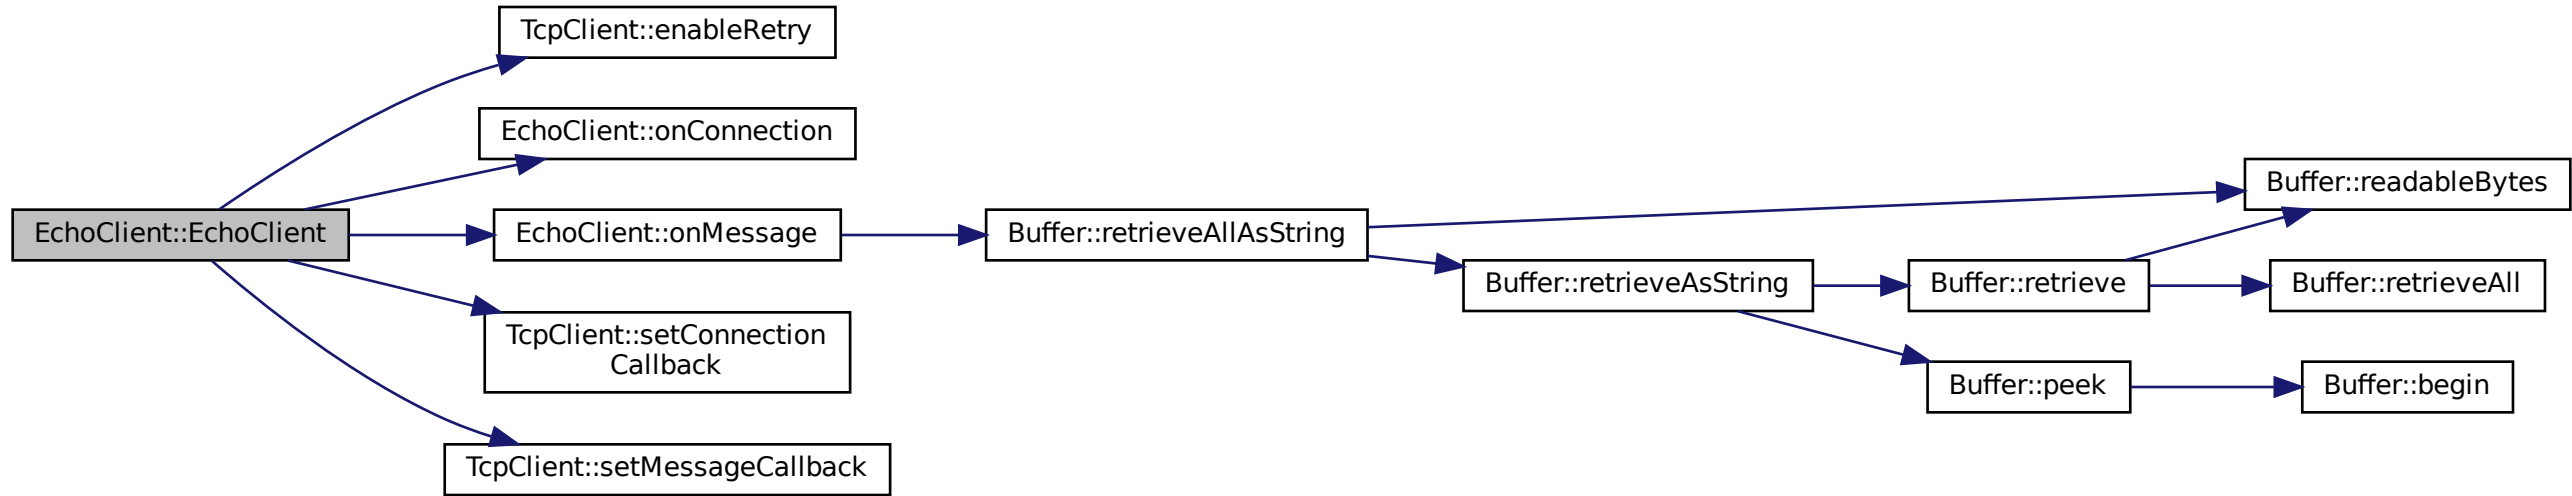 TcpClient::enableRetry
EchoClient::onConnection
EchoClient::EchoClient
EchoClient::onMessage
TcpClient::setConnection
Callback
TcpClient::setMessageCallback
Buffer::retrieveAllAsString
Buffer::retrieveAsString
Buffer::readableBytes
Buffer::retrieve
Buffer::retrieveAll
Buffer::peek
Buffer::begin